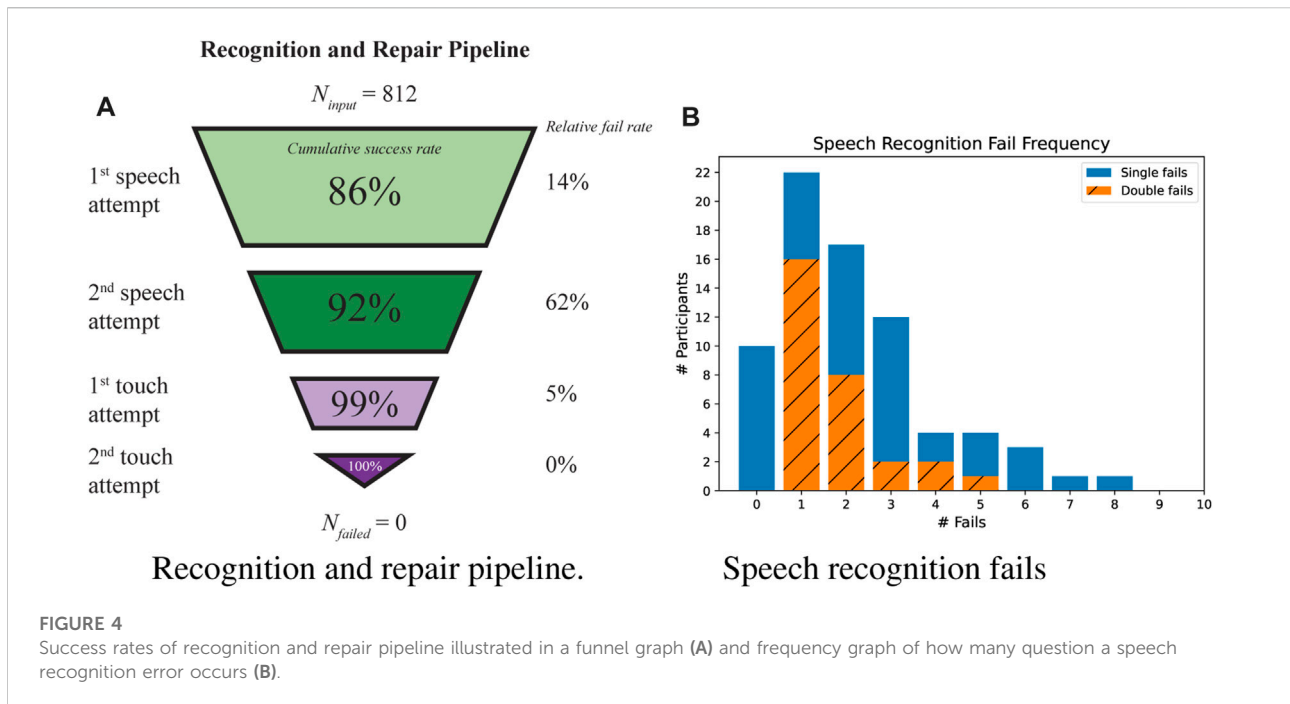 Recognition and Repair Pipeline
A
N_input = 812
Relative fail rate
Cumulative success rate
1st speech
attempt
86%
14%
2nd speech
attempt
92%
62%
1st touch
attempt
99%
5%
2nd touch
attempt
100%
0%
N_failed = 0
Recognition and repair pipeline.
B
Speech Recognition Fail Frequency
Single fails
Double fails
# Participants
22
20
18
16
14
12
10
8
6
4
2
0
0 1 2 3 4 5 6 7 8 9 10
# Fails
Speech recognition fails
FIGURE 4
Success rates of recognition and repair pipeline illustrated in a funnel graph (A) and frequency graph of how many question a speech
recognition error occurs (B).